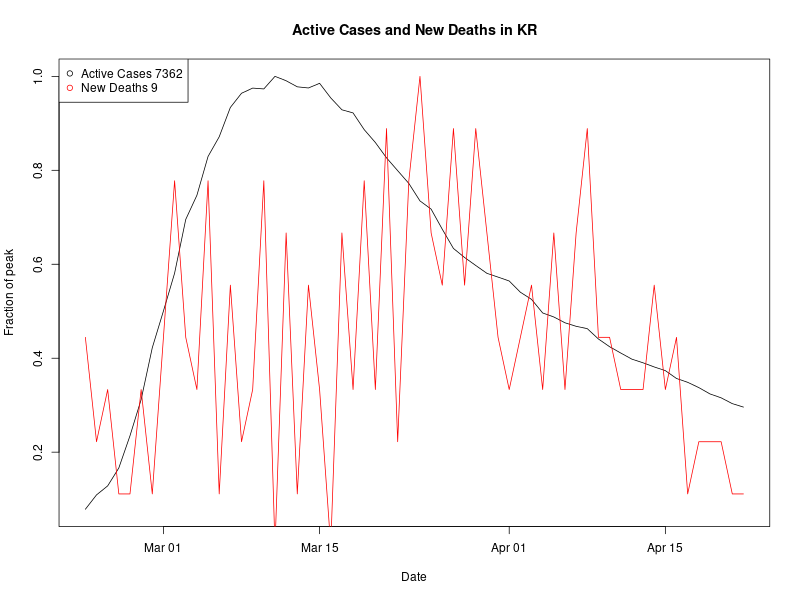 Active Cases and New Deaths in KR
Active Cases 7362
New Deaths 9
1.0
0.8
0.6
0.4
0.2
Fraction of peak
Mar 01
Mar 15
Apr 01
Apr 15
Date